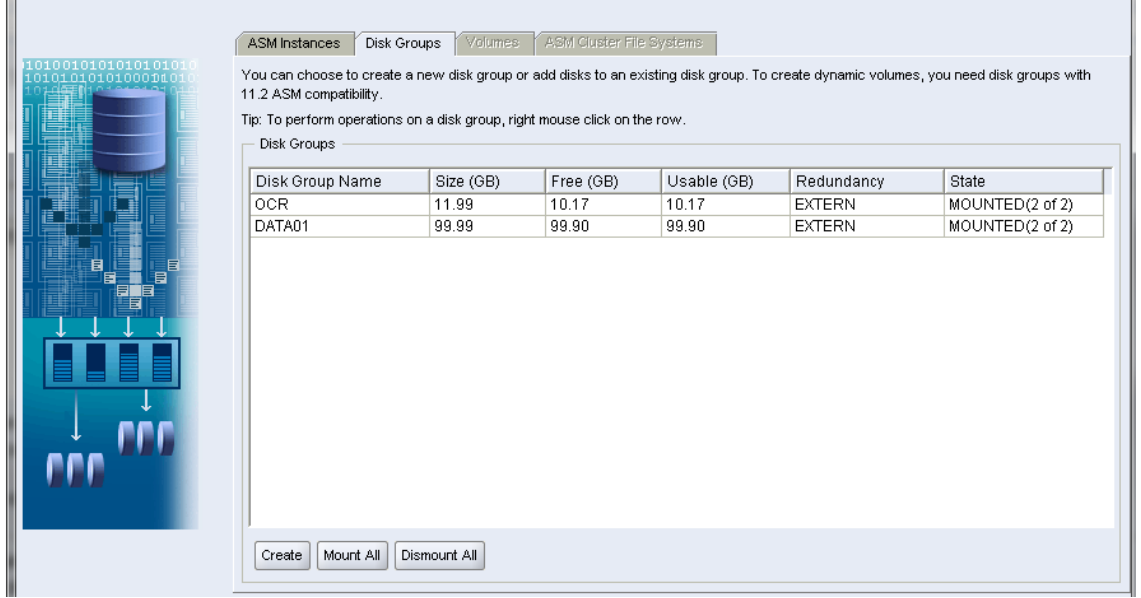 ASM Instances Disk Groups Volumes ASM Cluster File Systems
You can choose to create a new disk group or add disks to an existing disk group. To create dynamic volumes, you need disk groups with
11.2 ASM compatibility.
Tip: To perform operations on a disk group, right mouse click on the row.
Disk Groups
Disk Group Name Size (GB) Free (GB) Usable (GB) Redundancy State
OCR 11.99 10.17 10.17 EXTERN MOUNTED(2 of 2)
DATA01 99.99 99.90 99.90 EXTERN MOUNTED(2 of 2)
Create Mount All Dismount All